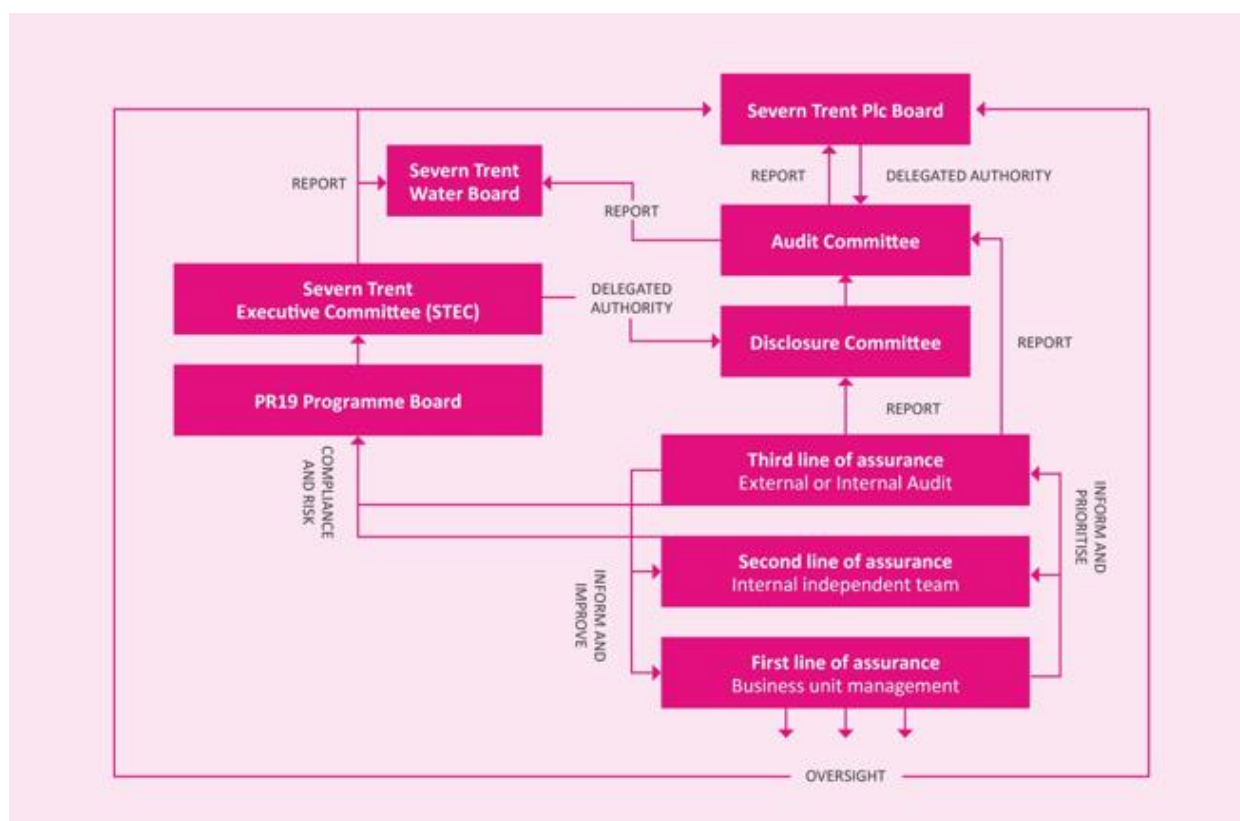 Severn Trent Plc Board
REPORT
Severn Trent
Water Board
REPORT
REPORT
DELEGATED AUTHORITY
Audit Committee
Severn Trent
Executive Committee (STEC)
DELEGATED
AUTHORITY
Disclosure Committee
REPORT
PR19 Programme Board
REPORT
COMPLIANCE
AND RISK
Third line of assurance
External or Internal Audit
INFORM AND
PRIORITISE
Second line of assurance
Internal independent team
INFORM AND
IMPROVE
First line of assurance
Business unit management
OVERSIGHT